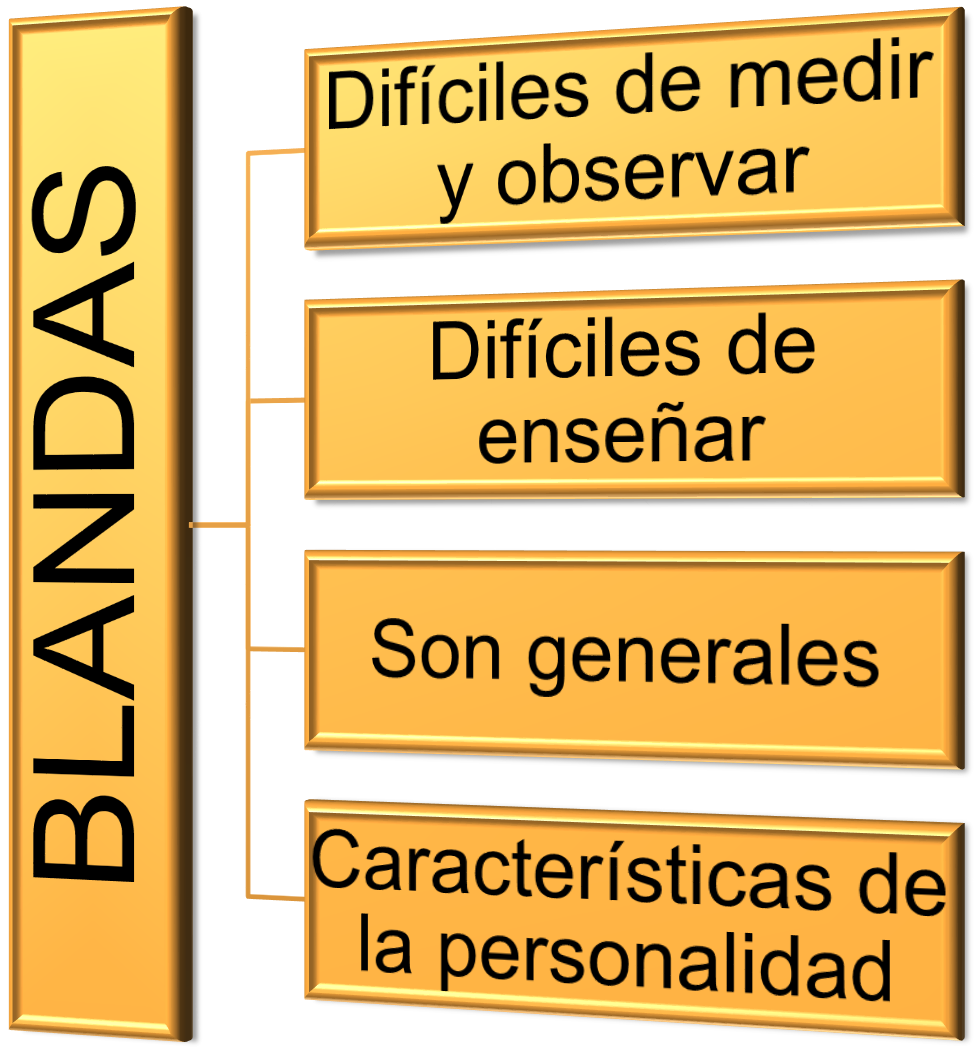 BLANDAS
Difíciles de medir
y observar
Difíciles de
enseñar
Son generales
Características de
la personalidad